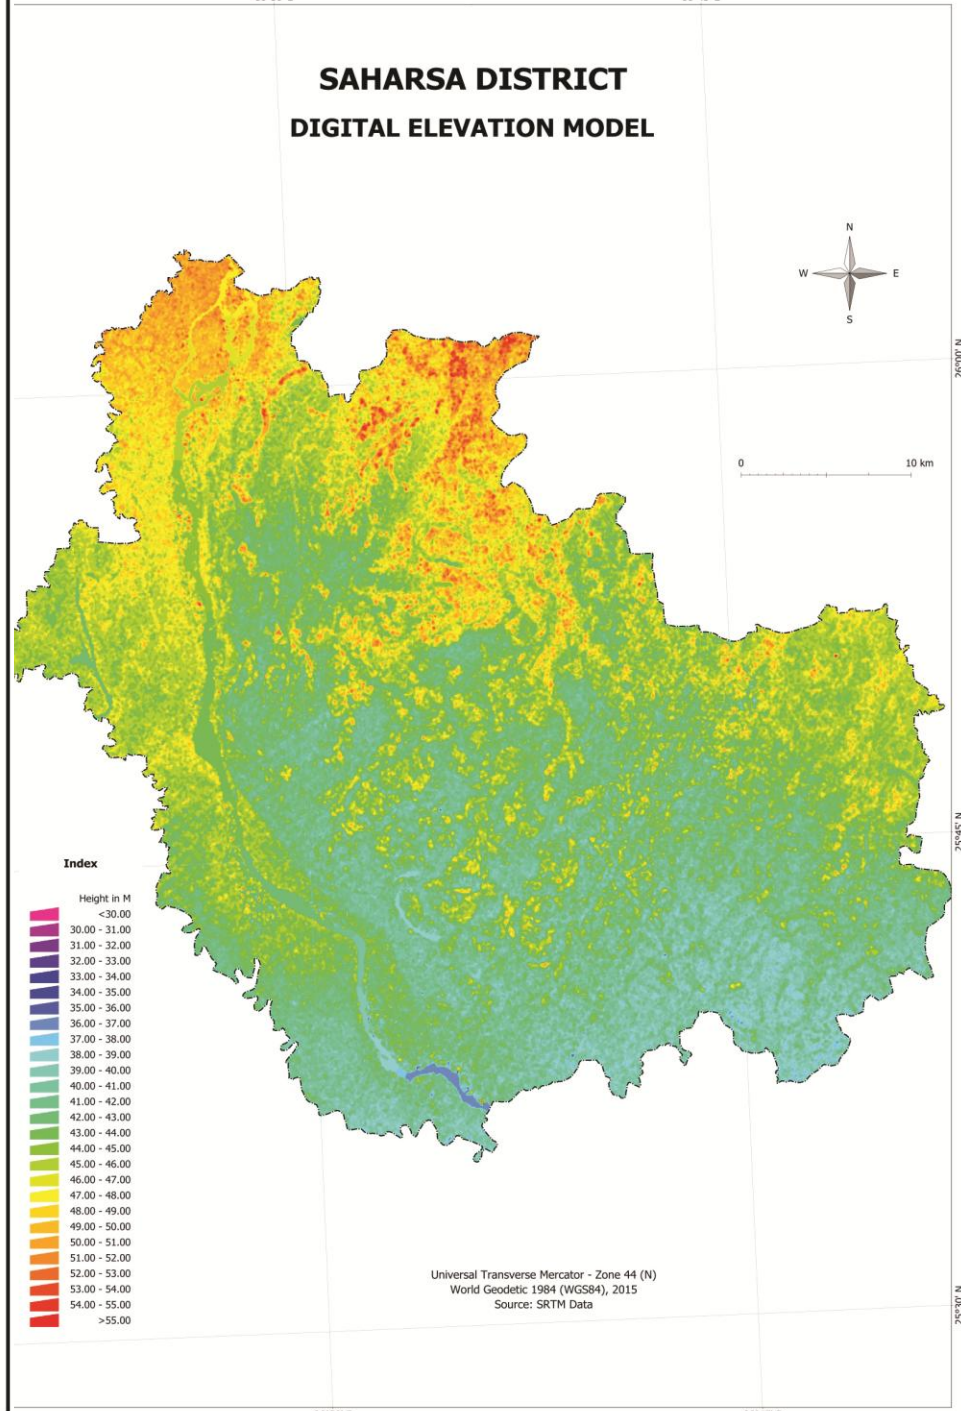 SAHARSA DISTRICT
DIGITAL ELEVATION MODEL
N
W E
S
26°00' N
0 10 km
25°45' N
Index
Height in M
<30.00
30.00 - 31.00
31.00 - 32.00
32.00 - 33.00
33.00 - 34.00
34.00 - 35.00
35.00 - 36.00
36.00 - 37.00
37.00 - 38.00
38.00 - 39.00
39.00 - 40.00
40.00 - 41.00
41.00 - 42.00
42.00 - 43.00
43.00 - 44.00
44.00 - 45.00
45.00 - 46.00
46.00 - 47.00
47.00 - 48.00
48.00 - 49.00
49.00 - 50.00
50.00 - 51.00
51.00 - 52.00
52.00 - 53.00
53.00 - 54.00
54.00 - 55.00
>55.00
Universal Transverse Mercator - Zone 44 (N)
World Geodetic 1984 (WGS84), 2015
Source: SRTM Data
25°30' N